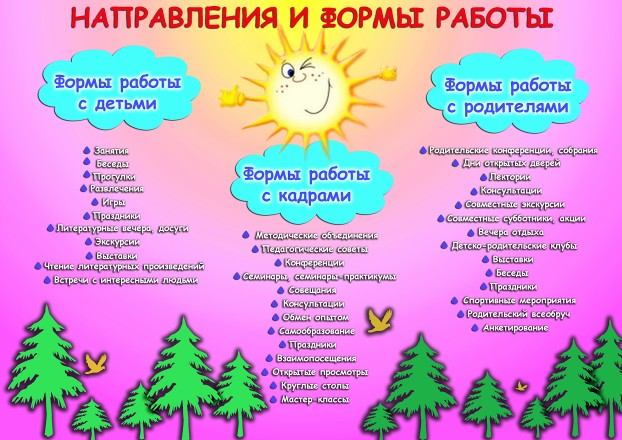 НАПРАВЛЕНИЯ И ФОРМЫ РАБОТЫ
Формы работы
с детьми
Занятия
Беседы
Прогулки
Развлечения
Игры
Праздники
Литературные вечера, досуги
Экскурсии
Выставки
Чтение литературных произведений
Встречи с интересными людьми
Формы работы
с кадрами
Методические объединения
Педагогические советы
Конференции
Семинары, семинары-практикумы
Совещания
Консультации
Обмен опытом
Самообразование
Праздники
Взаимопосещения
Открытые просмотры
Круглые столы
Мастер-классы
Формы работы
с родителями
Родительские конференции, собрания
Дни открытых дверей
Лектории
Консультации
Совместные экскурсии
Совместные субботники, акции
Вечера отдыха
Детско-родительские клубы
Выставки
Беседы
Праздники
Спортивные мероприятия
Родительский всеобруч
Анкетирование